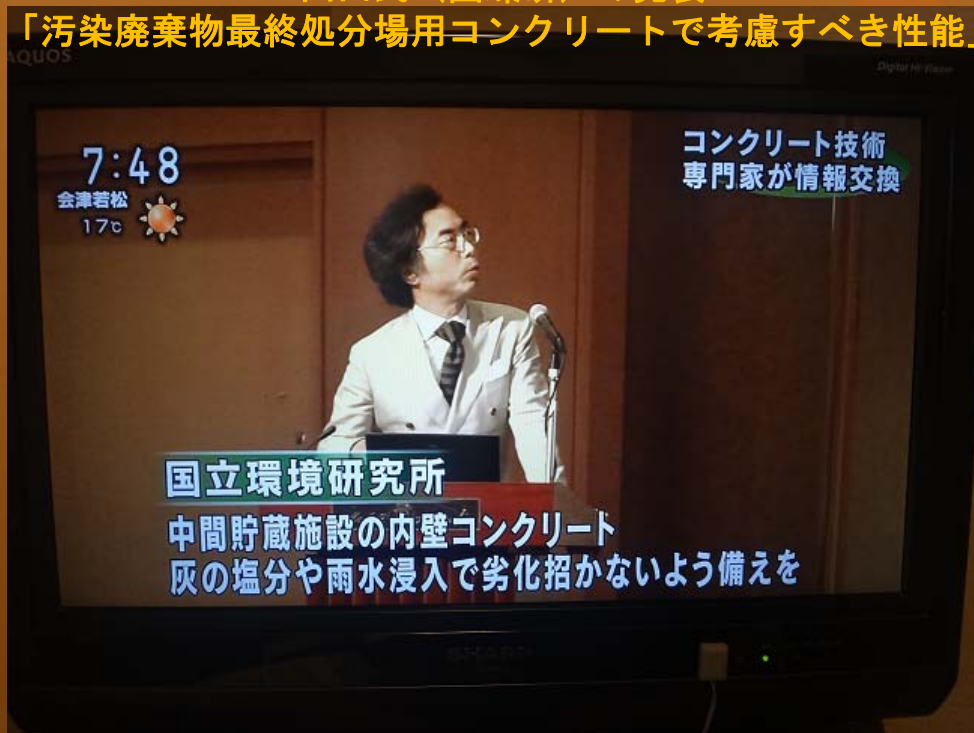 「汚染廃棄物最終処分場用コンクリートで考慮すべき性能」
AQUOS
Digital Hi-Vision
7:48
会津若松
17℃
コンクリート技術
専門家が情報交換
国立環境研究所
中間貯蔵施設の内壁コンクリート
灰の塩分や雨水浸入で劣化招かないよう備えを
SHARP